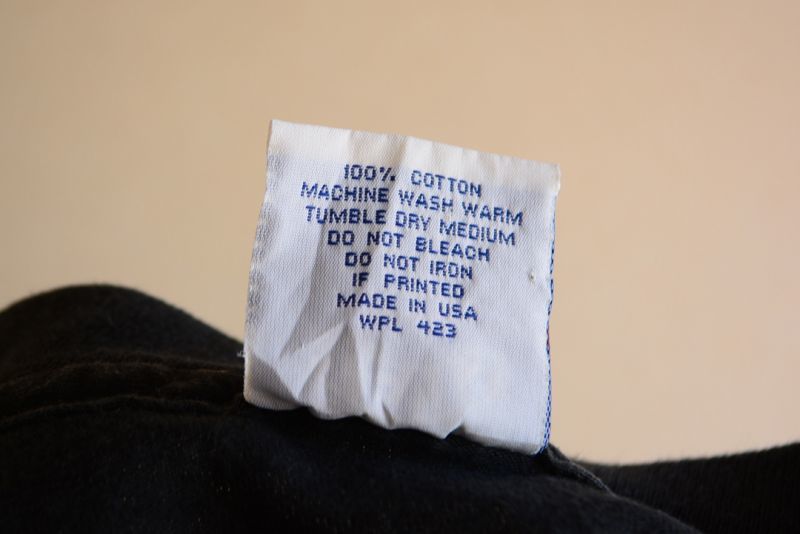 100% COTTON
MACHINE WASH WARM
TUMBLE DRY MEDIUM
DO NOT BLEACH
DO NOT IRON
IF PRINTED
MADE IN USA
WPL 423